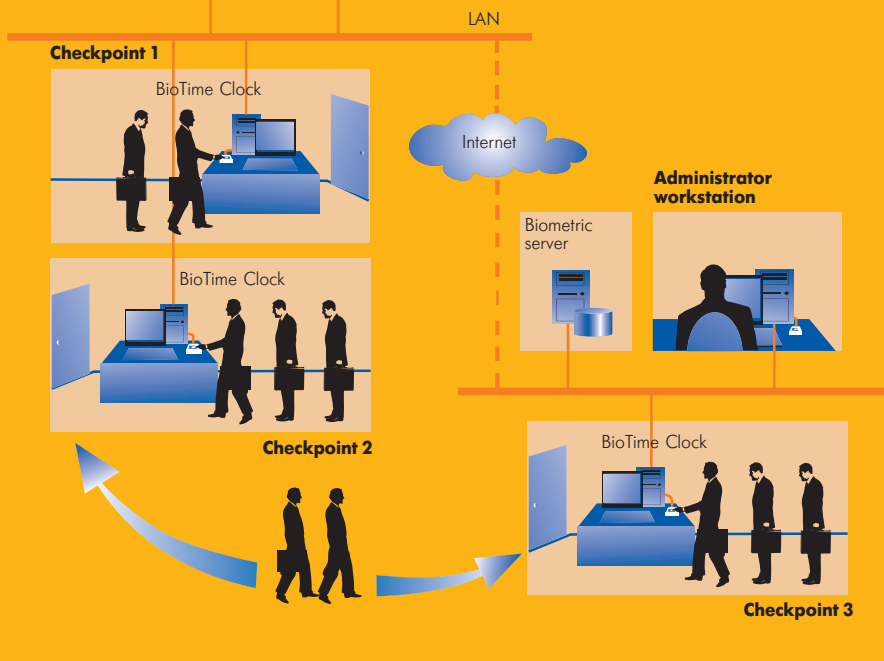 LAN
Checkpoint 1
BioTime Clock
Internet
Administrator
workstation
Biometric
server
BioTime Clock
Checkpoint 2
BioTime Clock
Checkpoint 3